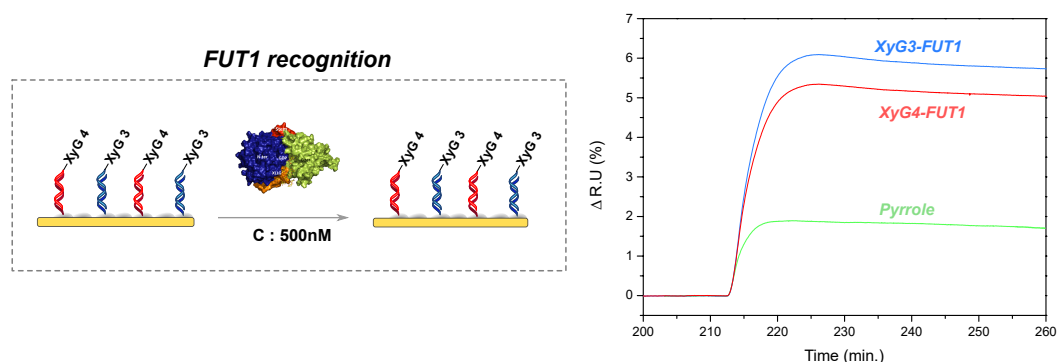 FUT1 recognition
XyG 4
XyG 3
XyG 4
XyG 3
C : 500nM
XyG 4
XyG 3
XyG 4
XyG 3
Δ R.U (%)
7
6
5
4
3
2
1
0
XyG3-FUT1
XyG4-FUT1
Pyrrole
200 210 220 230 240 250 260
Time (min.)